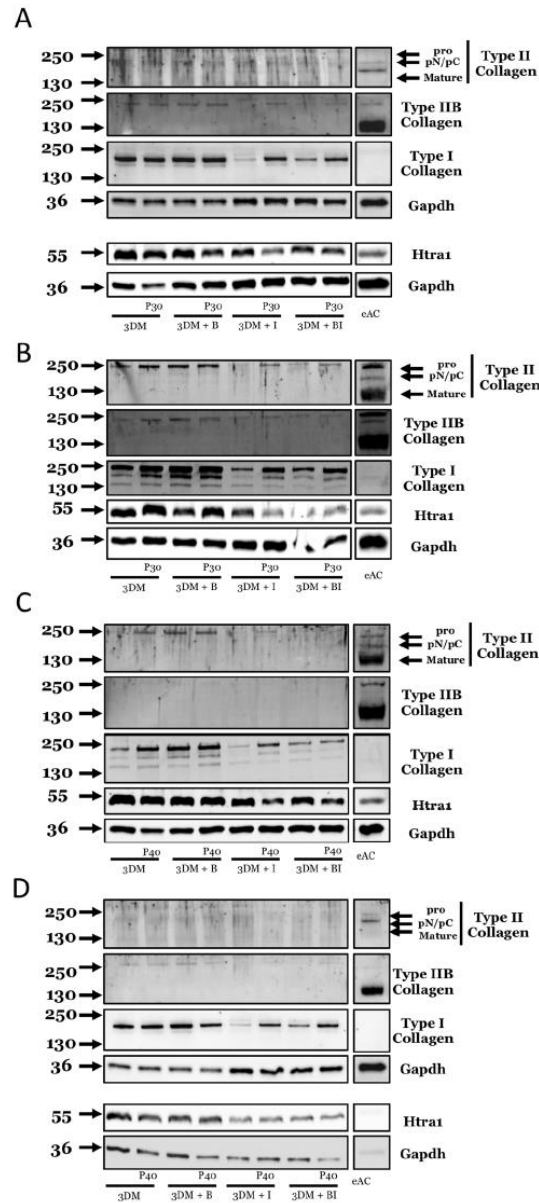 A
250 pro Type II
pN/pC Collagen
130 Mature
250 Type IIB
130 Collagen
250 Type I
130 Collagen
36 Gapdh
55 Htra1
36 Gapdh
P30 P30 P30 P30
3DM 3DM + B 3DM + I 3DM + BI eAC
B
250 pro Type II
pN/pC Collagen
130 Mature
250 Type IIB
130 Collagen
250 Type I
130 Collagen
55 Htra1
36 Gapdh
P30 P30 P30 P30
3DM 3DM + B 3DM + I 3DM + BI eAC
C
250 pro Type II
pN/pC Collagen
130 Mature
250 Type IIB
130 Collagen
250 Type I
130 Collagen
55 Htra1
36 Gapdh
P40 P40 P40 P40
3DM 3DM + B 3DM + I 3DM + BI eAC
D
250 pro Type II
pN/pC Collagen
130 Mature
250 Type IIB
130 Collagen
250 Type I
130 Collagen
36 Gapdh
55 Htra1
36 Gapdh
P40 P40 P40 P40
3DM 3DM + B 3DM + I 3DM + BI eAC